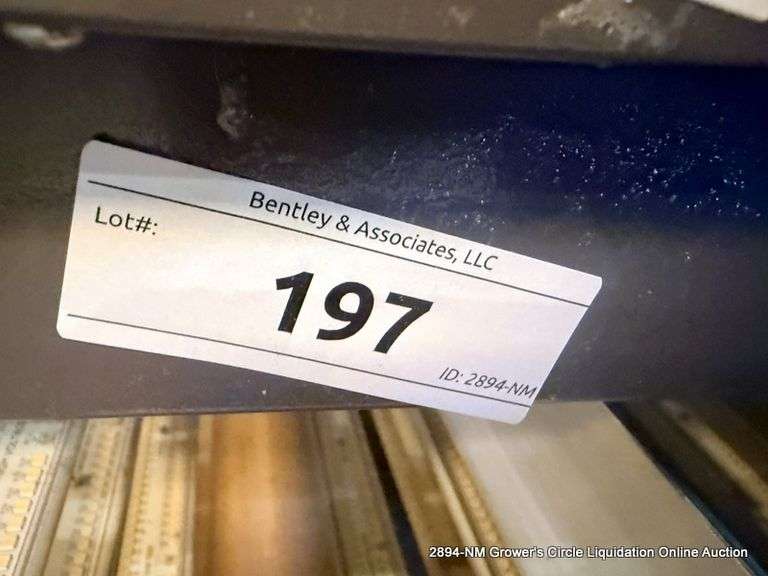 Bentley & Associates, LLC
Lot#:
197
ID: 2894-NM
2894-NM Grower's Circle Liquidation Online Auction